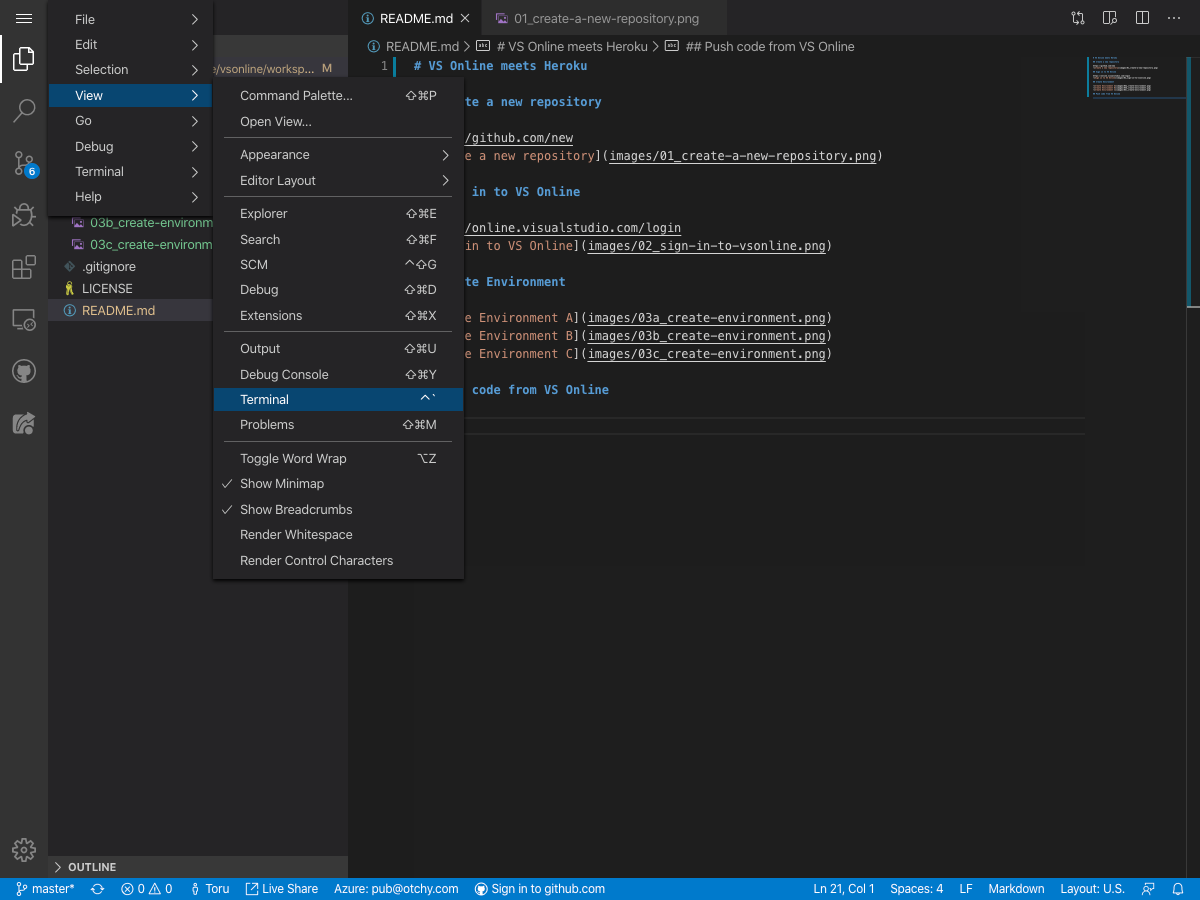 File
Edit
Selection
View
Go
Debug
Terminal
Help
e/vsonline/worksp... M
03b_create-environm
03c_create-environm
.gitignore
LICENSE
README.md
OUTLINE
6
Command Palette... ⇧⌘P
Open View...
Appearance
Editor Layout
Explorer ⇧⌘E
Search ⇧⌘F
SCM ^⇧G
Debug ⇧⌘D
Extensions ⇧⌘X
Output ⇧⌘U
Debug Console ⇧⌘Y
Terminal ^`
Problems ⇧⌘M
Toggle Word Wrap ⌥Z
✓ Show Minimap
✓ Show Breadcrumbs
Render Whitespace
Render Control Characters
README.md 01_create-a-new-repository.png
README.md > # VS Online meets Heroku > ## Push code from VS Online
1 # VS Online meets Heroku
te a new repository
/github.com/new
e a new repository](images/01_create-a-new-repository.png)
in to VS Online
/online.visualstudio.com/login
in to VS Online](images/02_sign-in-to-vsonline.png)
te Environment
e Environment A](images/03a_create-environment.png)
e Environment B](images/03b_create-environment.png)
e Environment C](images/03c_create-environment.png)
code from VS Online
master* 0 0 Toru Live Share Azure: pub@otchy.com Sign in to github.com Ln 21, Col 1 Spaces: 4 LF Markdown Layout: U.S.